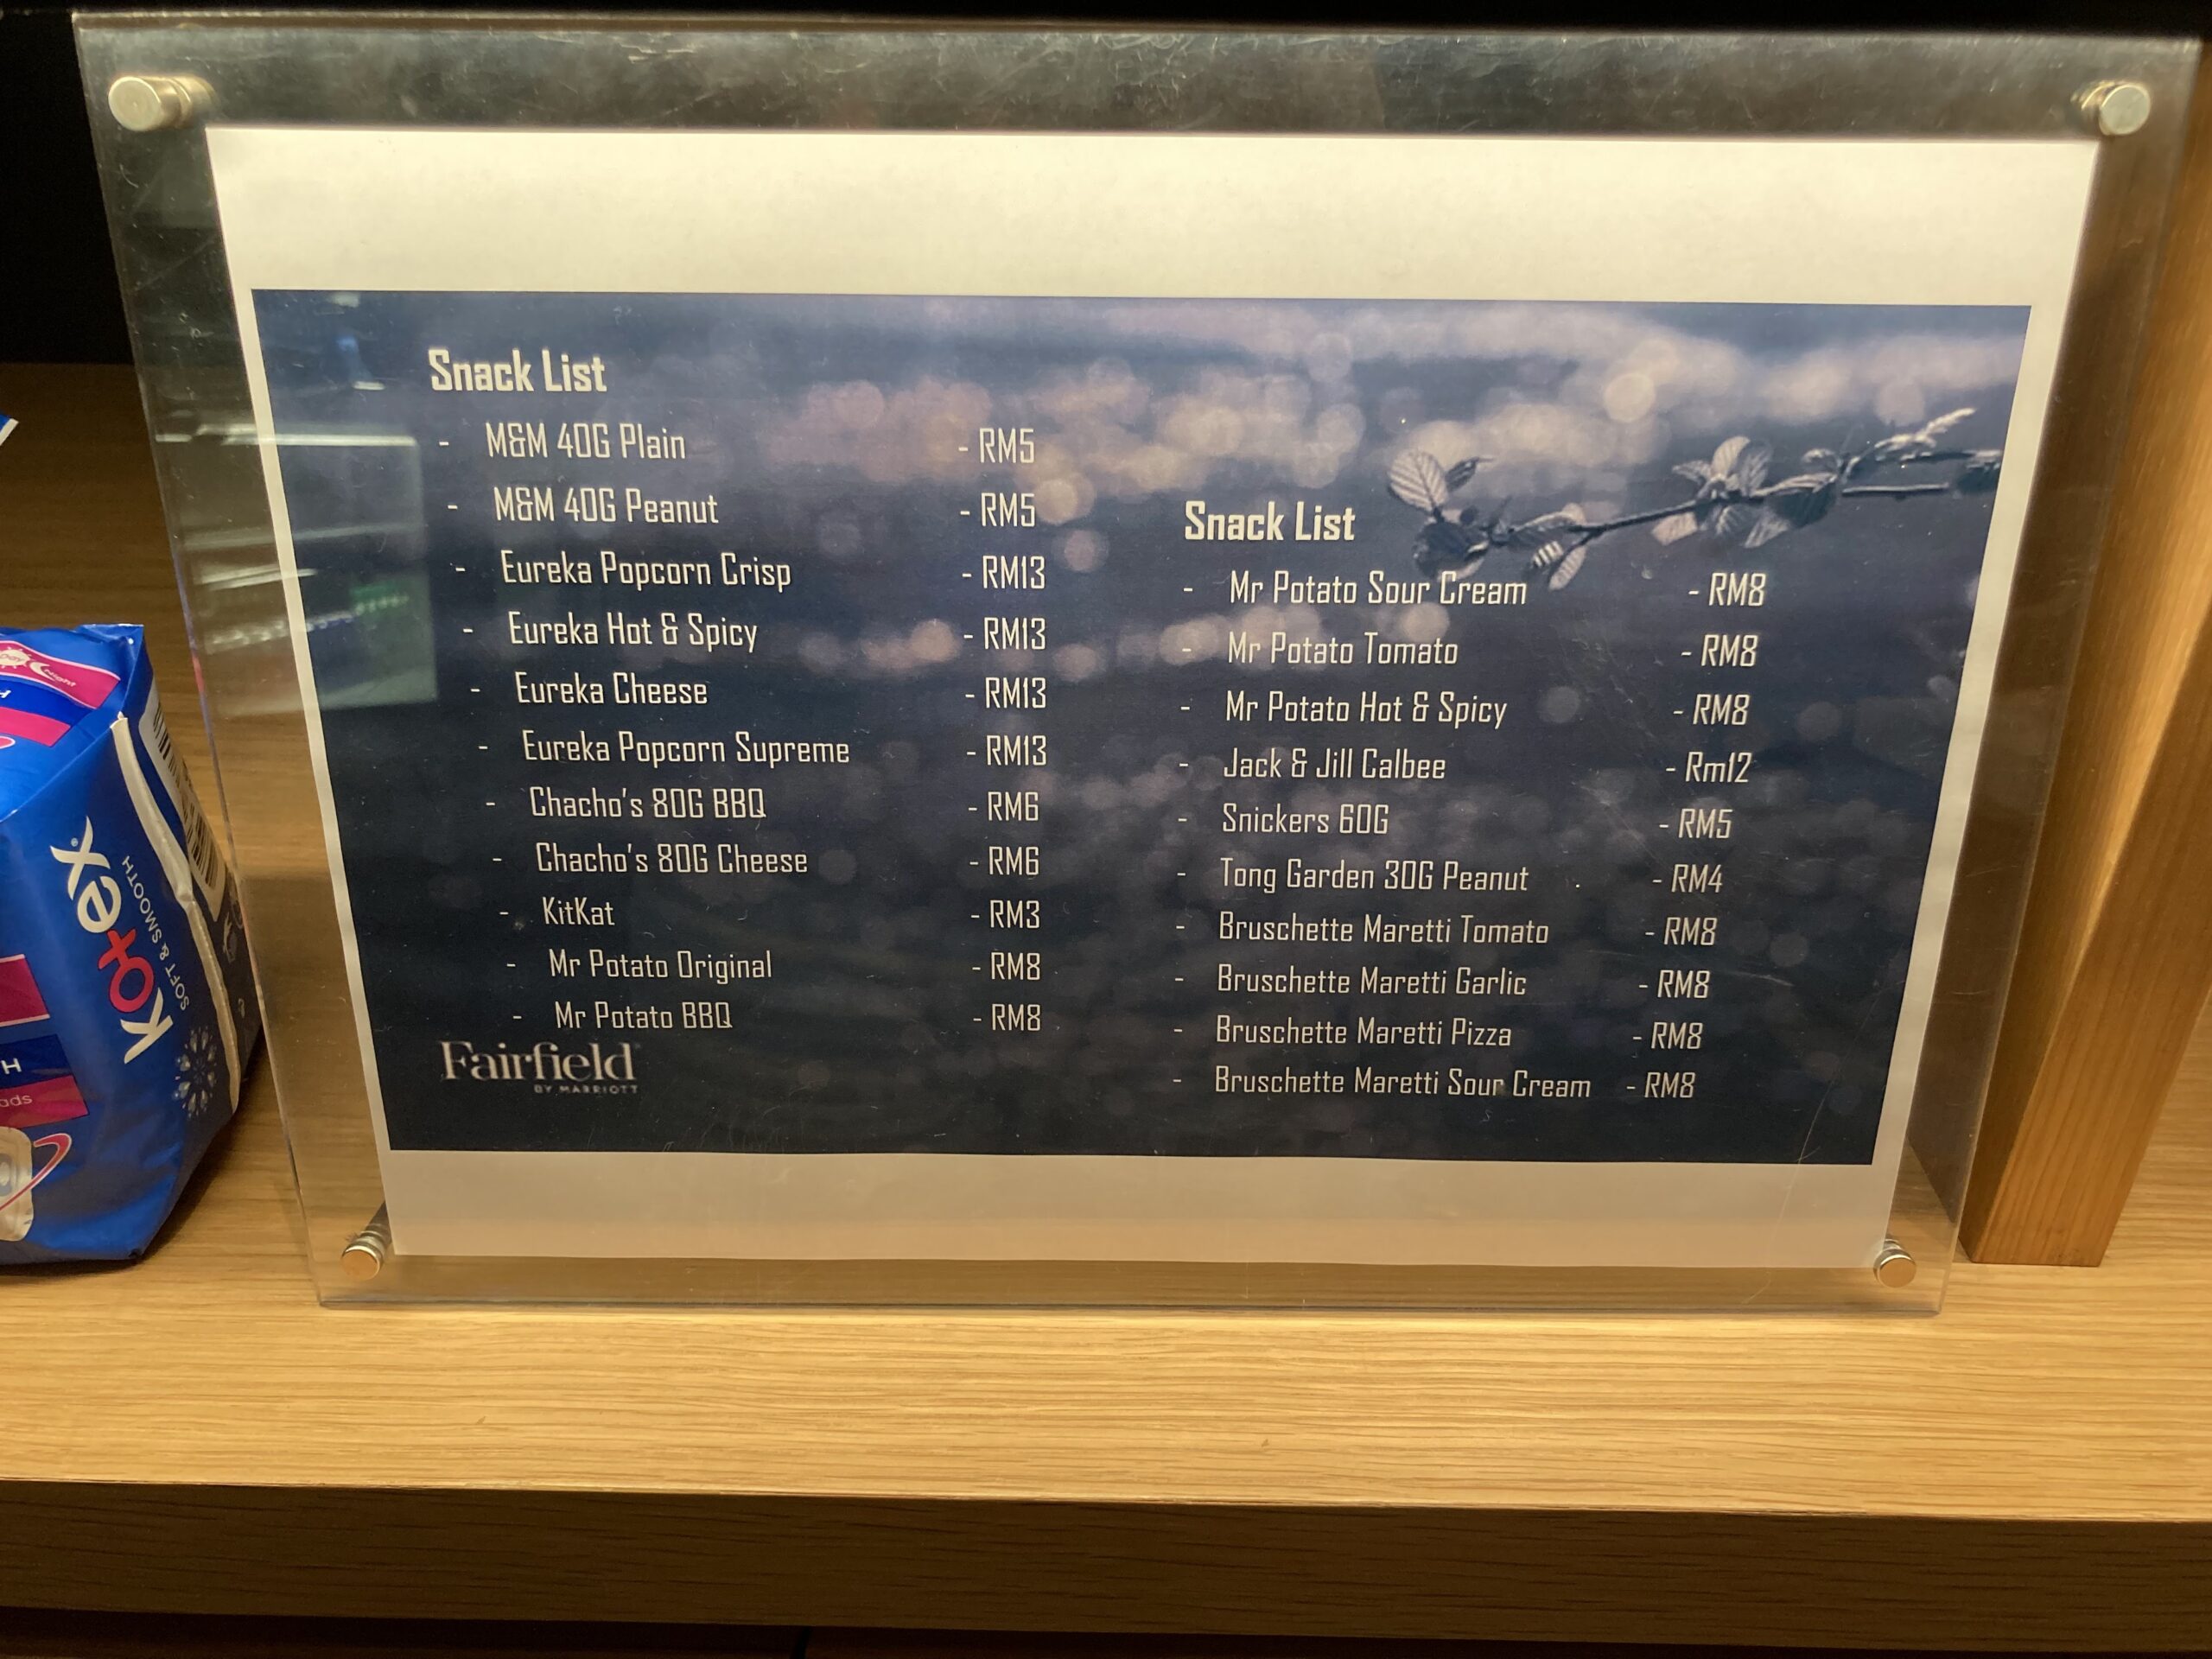 Snack List
- M&M 40G Plain - RM5
- M&M 40G Peanut - RM5
- Eureka Popcorn Crisp - RM13
- Eureka Hot & Spicy - RM13
- Eureka Cheese - RM13
- Eureka Popcorn Supreme - RM13
- Chacho's 80G BBQ - RM6
- Chacho's 80G Cheese - RM6
- KitKat - RM3
- Mr Potato Original - RM8
- Mr Potato BBQ - RM8
Fairfield
BY MARRIOTT
Snack List
- Mr Potato Sour Cream - RM8
- Mr Potato Tomato - RM8
- Mr Potato Hot & Spicy - RM8
- Jack & Jill Calbee - Rm12
- Snickers 60G - RM5
- Tong Garden 30G Peanut - RM4
- Bruschette Maretti Tomato - RM8
- Bruschette Maretti Garlic - RM8
- Bruschette Maretti Pizza - RM8
- Bruschette Maretti Sour Cream - RM8
Kotex
SOFT & SMOOTH
Night
H
ads